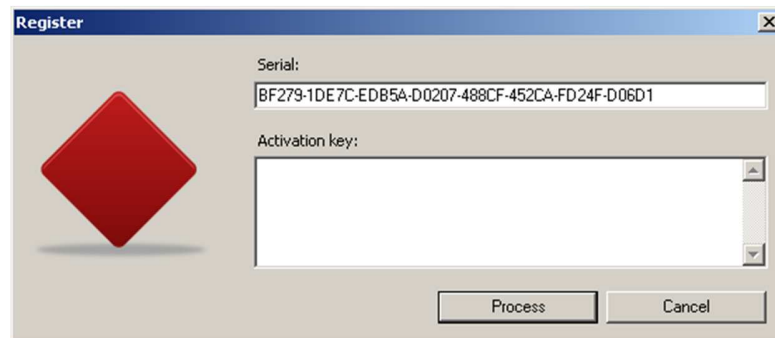 Register
Serial:
BF279-1DE7C-EDB5A-D0207-488CF-452CA-FD24F-D06D1
Activation key:
Process
Cancel